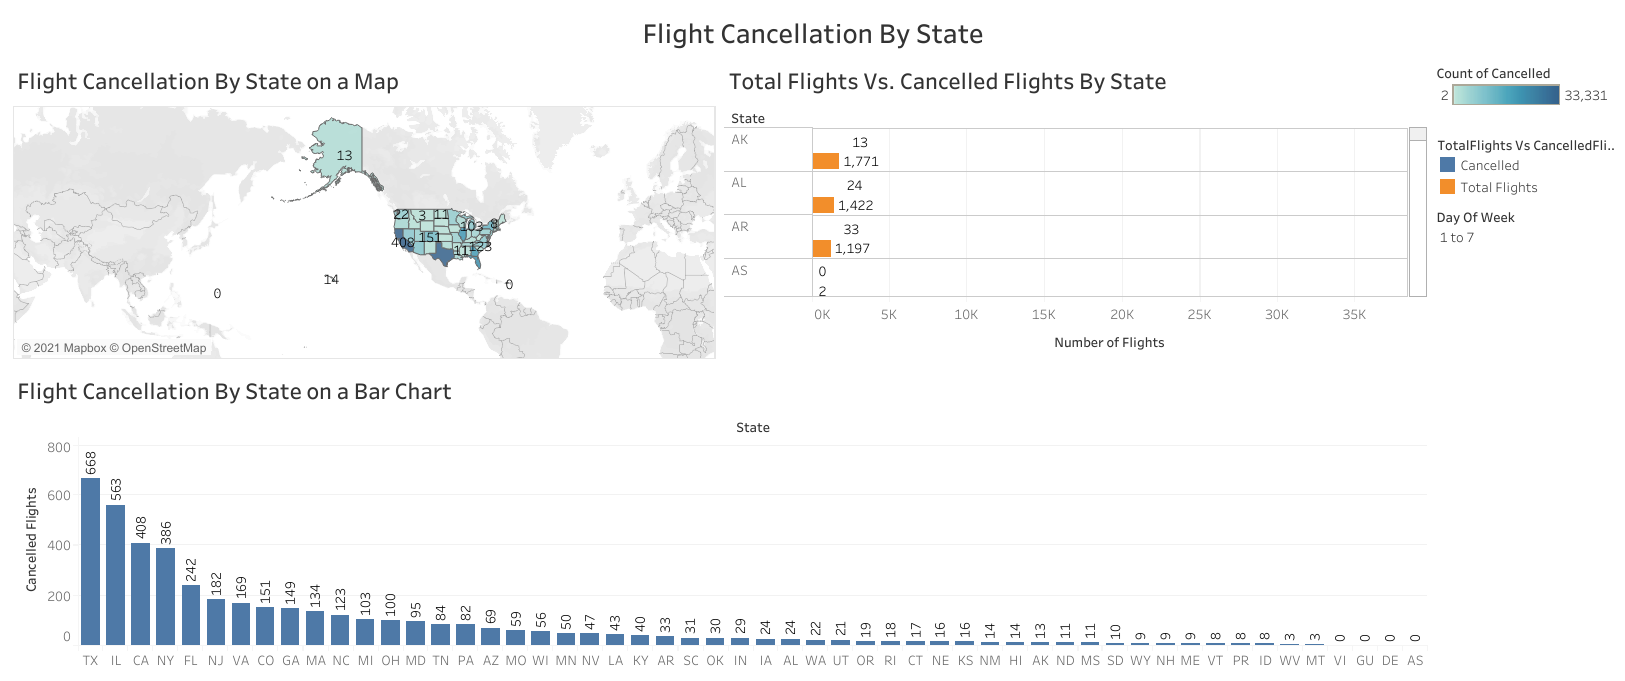 Flight Cancellation By State
Flight Cancellation By State on a Map
13
22 3 11 103 8
408 151 11 123
14
0
0
© 2021 Mapbox © OpenStreetMap
Total Flights Vs. Cancelled Flights By State
State
AK 13
1,771
AL 24
1,422
AR 33
1,197
AS 0
2
0K 5K 10K 15K 20K 25K 30K 35K
Number of Flights
Count of Cancelled
2 33,331
TotalFlights Vs CancelledFli..
Cancelled
Total Flights
Day Of Week
1 to 7
Flight Cancellation By State on a Bar Chart
State
Cancelled Flights
800
600
400
200
0
668 563 408 386 242 182 169 151 149 134 123 103 100 95 84 82 69 59 56 50 47 43 40 33 31 30 29 24 24 22 21 19 18 17 16 16 14 14 13 11 11 10 9 9 9 8 8 8 3 3 0 0 0 0
TX IL CA NY FL NJ VA CO GA MA NC MI OH MD TN PA AZ MO WI MN NV LA KY AR SC OK IN IA AL WA UT OR RI CT NE KS NM HI AK ND MS SD WY NH ME VT PR ID WV MT VI GU DE AS